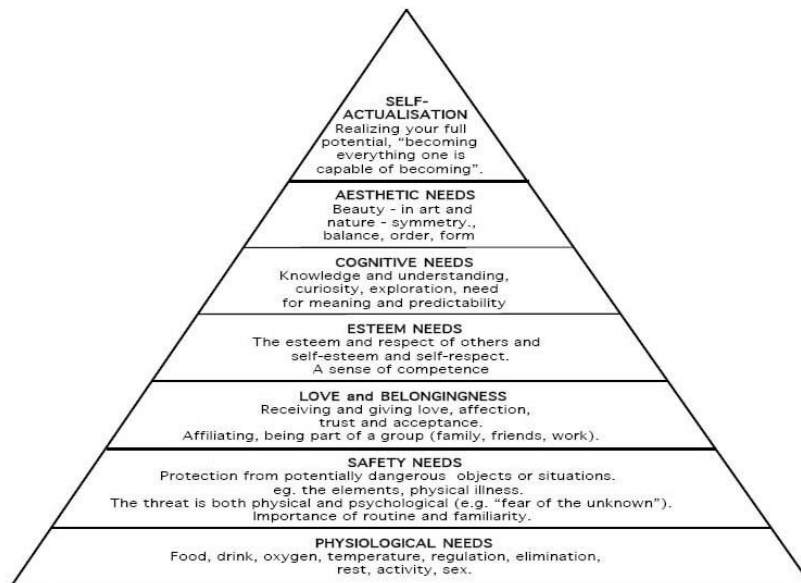 SELF-
ACTUALISATION
Realizing your full
potential, “becoming
everything one is
capable of becoming”.
AESTHETIC NEEDS
Beauty - in art and
nature - symmetry.,
balance, order, form
COGNITIVE NEEDS
Knowledge and understanding,
curiosity, exploration, need
for meaning and predictability
ESTEEM NEEDS
The esteem and respect of others and
self-esteem and self-respect.
A sense of competence
LOVE and BELONGINGNESS
Receiving and giving love, affection,
trust and acceptance.
Affiliating, being part of a group (family, friends, work).
SAFETY NEEDS
Protection from potentially dangerous objects or situations.
eg. the elements, physical illness.
The threat is both physical and psychological (e.g. “fear of the unknown”).
Importance of routine and familiarity.
PHYSIOLOGICAL NEEDS
Food, drink, oxygen, temperature, regulation, elimination,
rest, activity, sex.